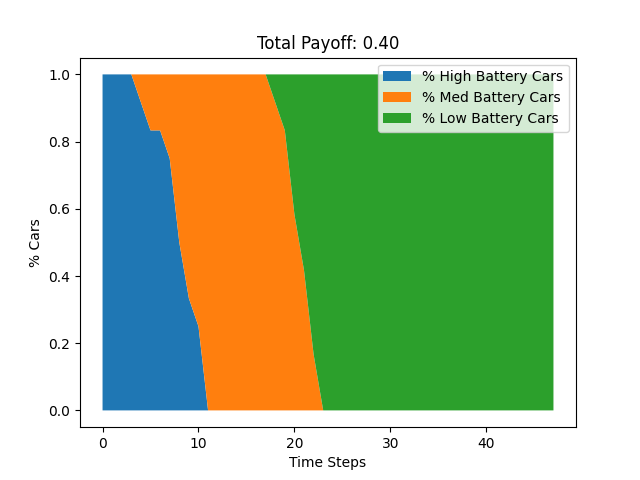 Total Payoff: 0.40
% High Battery Cars
% Med Battery Cars
% Low Battery Cars
1.0
0.8
0.6
0.4
0.2
0.0
% Cars
0 10 20 30 40
Time Steps